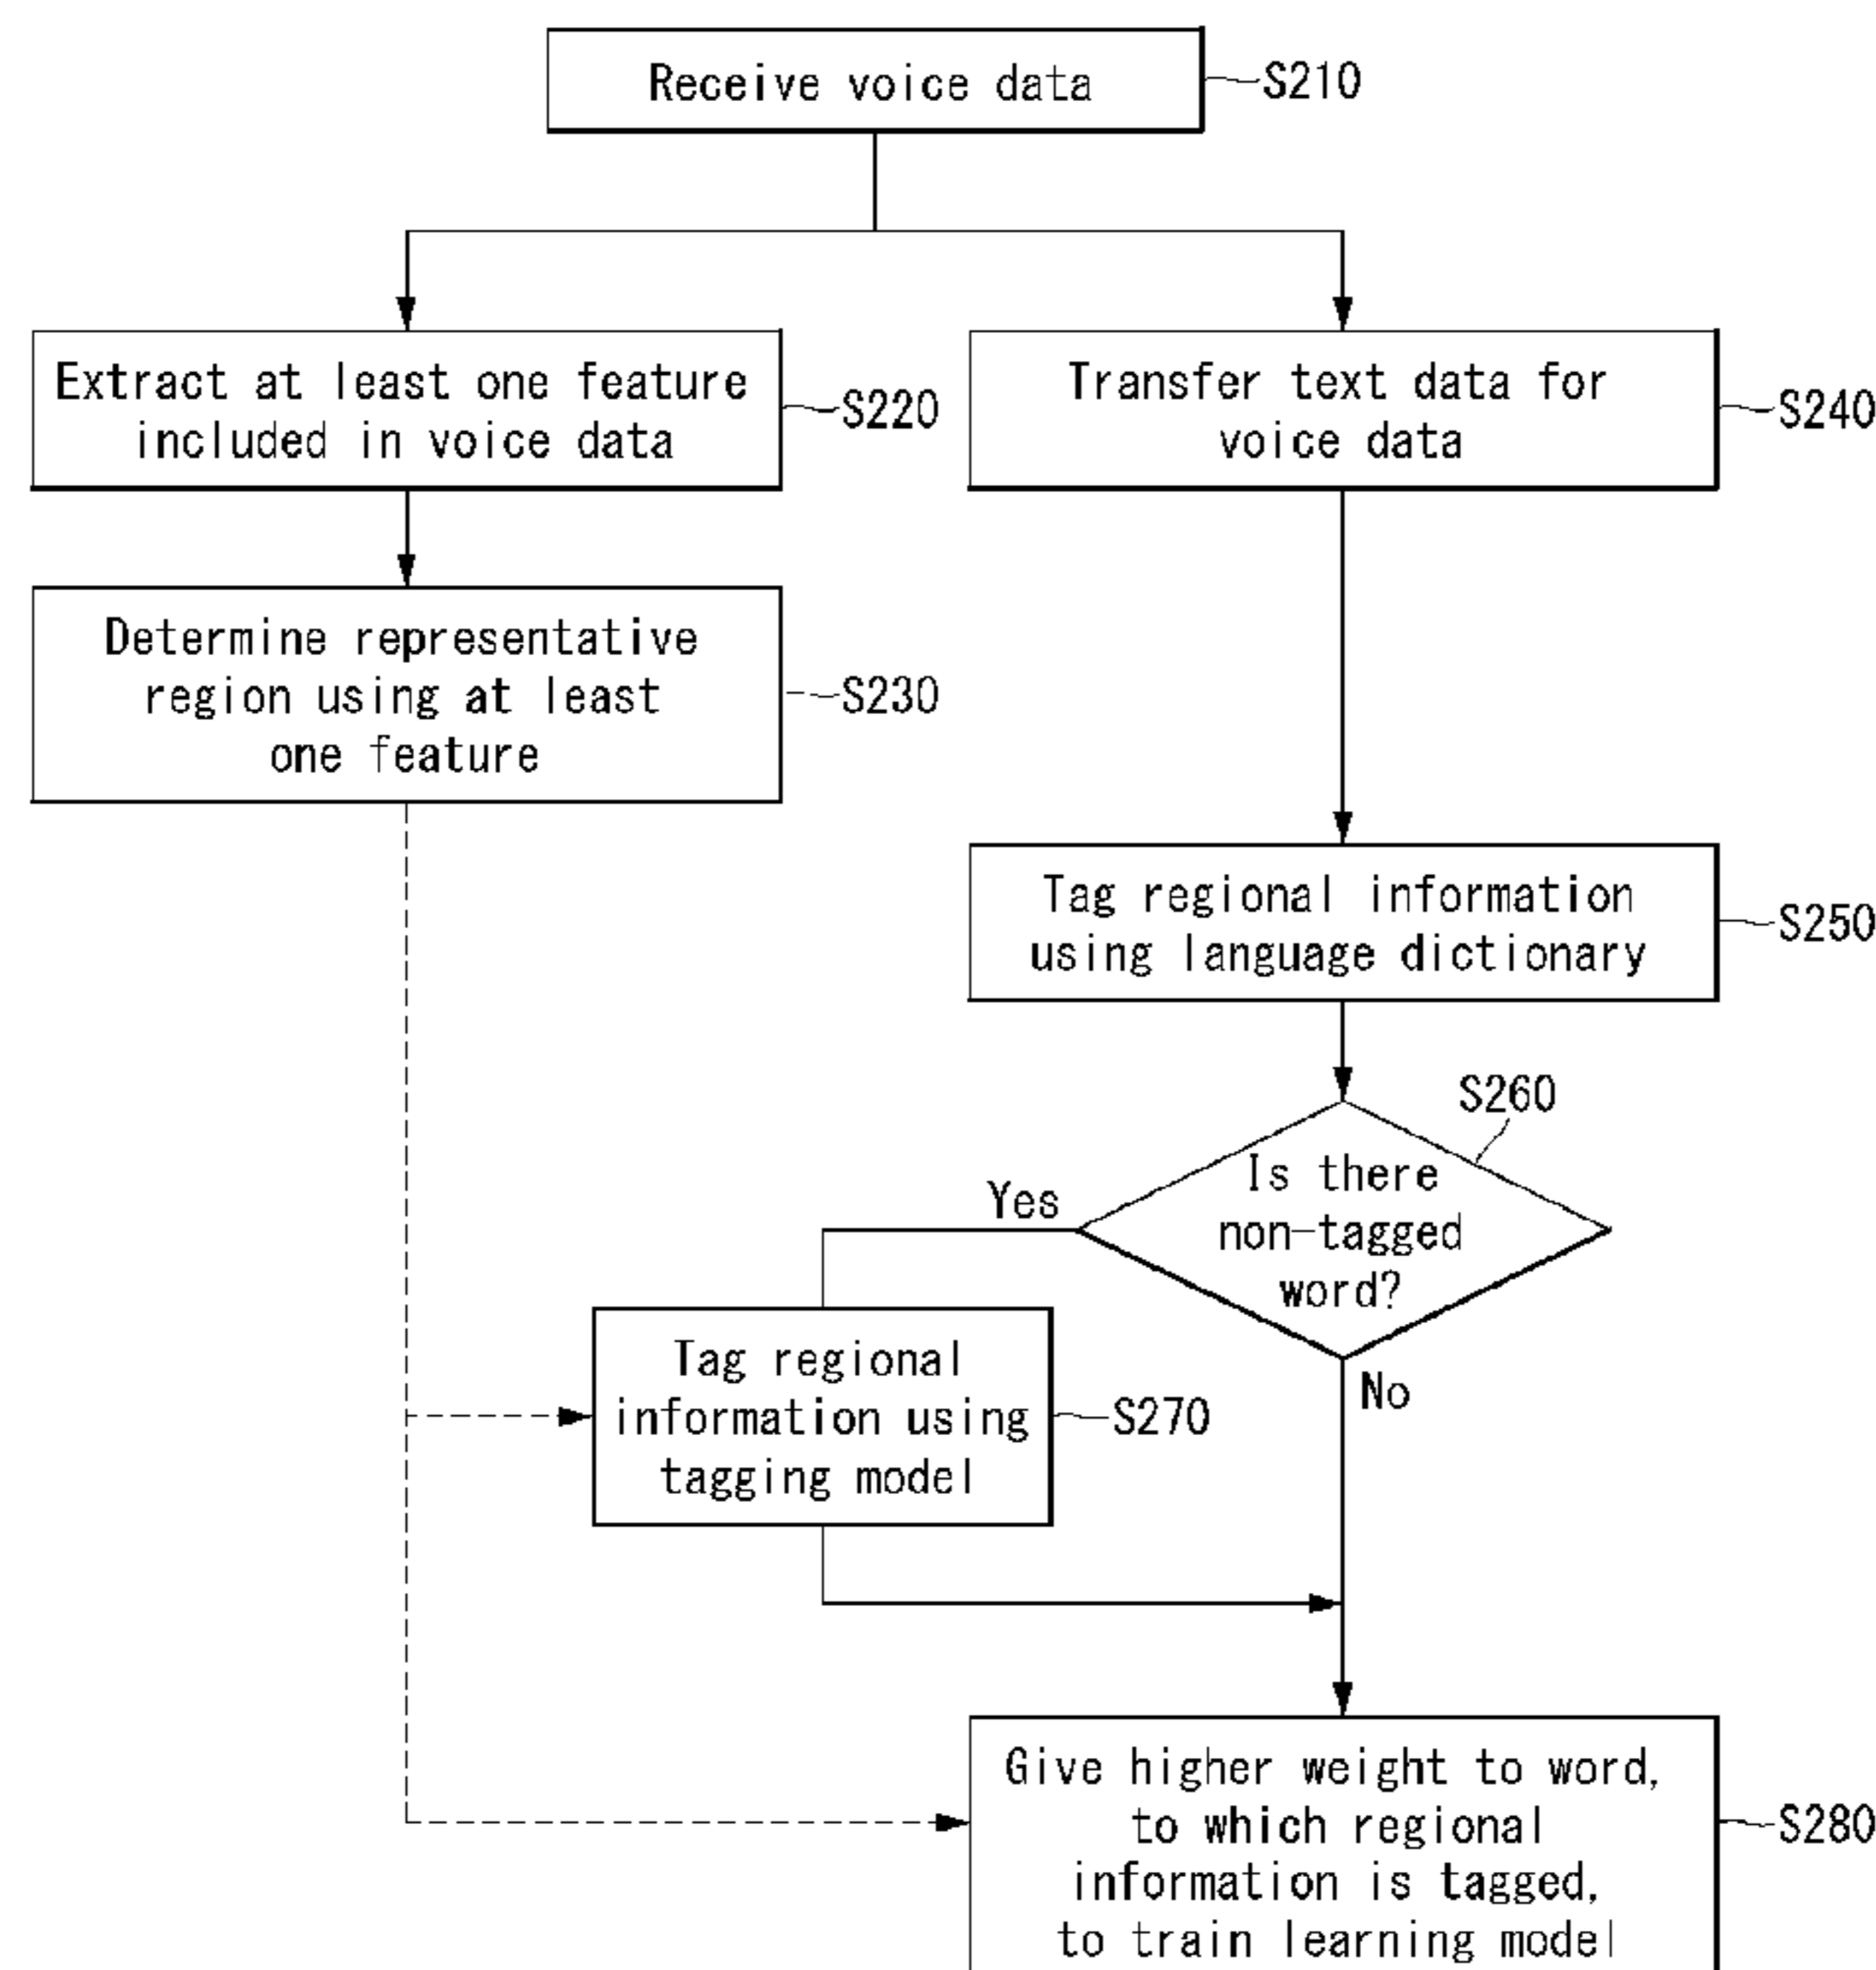 Receive voice data
S210
Extract at least one feature
included in voice data
S220
Transfer text data for
voice data
S240
Determine representative
region using at least
one feature
S230
Tag regional information
using language dictionary
S250
S260
Is there
non-tagged
word?
Yes
No
Tag regional
information using
tagging model
S270
Give higher weight to word,
to which regional
information is tagged,
to train learning model
S280